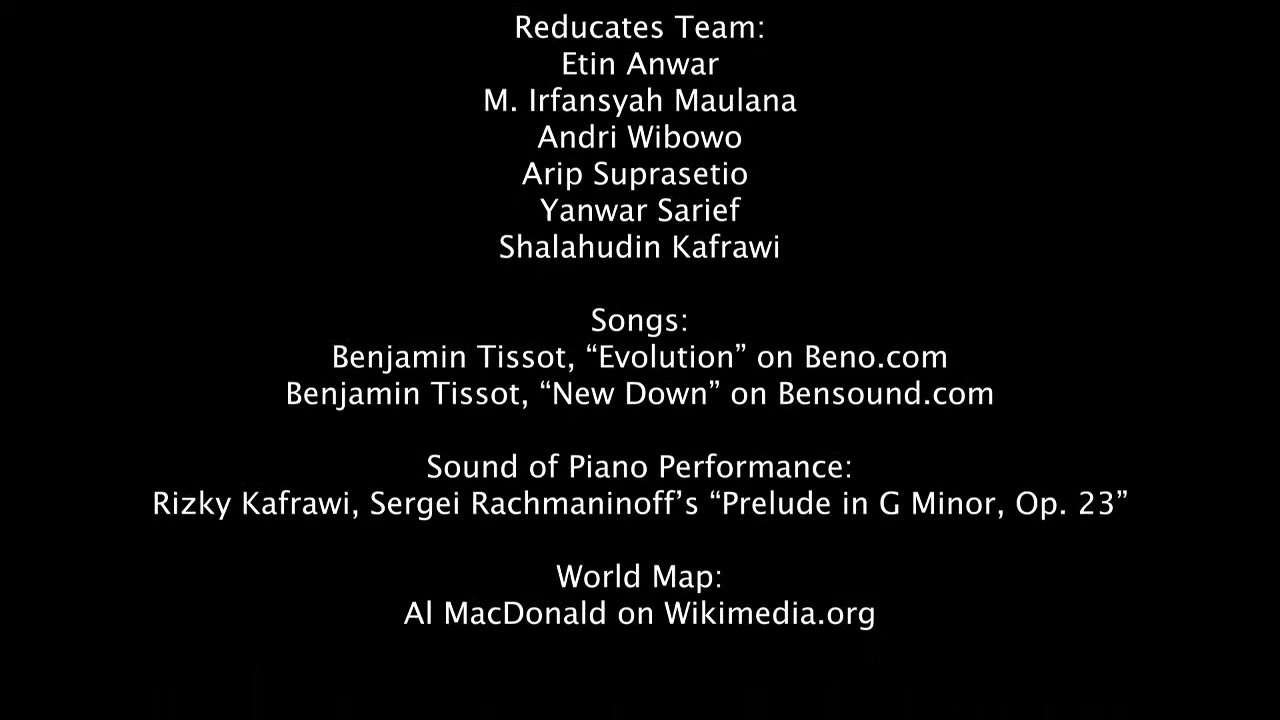 Reducates Team:
Etin Anwar
M. Irfansyah Maulana
Andri Wibowo
Arip Suprasetio
Yanwar Sarief
Shalahudin Kafrawi
Songs:
Benjamin Tissot, “Evolution” on Beno.com
Benjamin Tissot, “New Down” on Bensound.com
Sound of Piano Performance:
Rizky Kafrawi, Sergei Rachmaninoff’s “Prelude in G Minor, Op. 23”
World Map:
Al MacDonald on Wikimedia.org